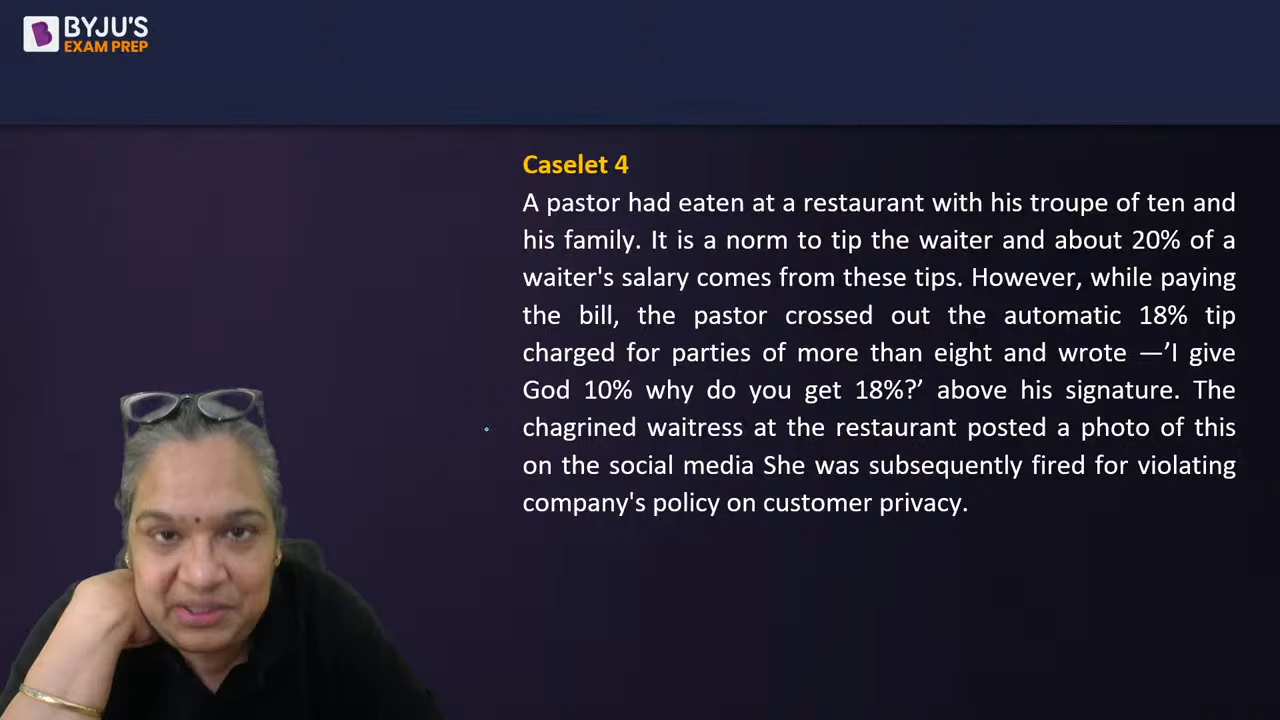 BYJU'S
EXAM PREP
Caselet 4
A pastor had eaten at a restaurant with his troupe of ten and
his family. It is a norm to tip the waiter and about 20% of a
waiter's salary comes from these tips. However, while paying
the bill, the pastor crossed out the automatic 18% tip
charged for parties of more than eight and wrote —’I give
God 10% why do you get 18%?’ above his signature. The
chagrined waitress at the restaurant posted a photo of this
on the social media She was subsequently fired for violating
company's policy on customer privacy.